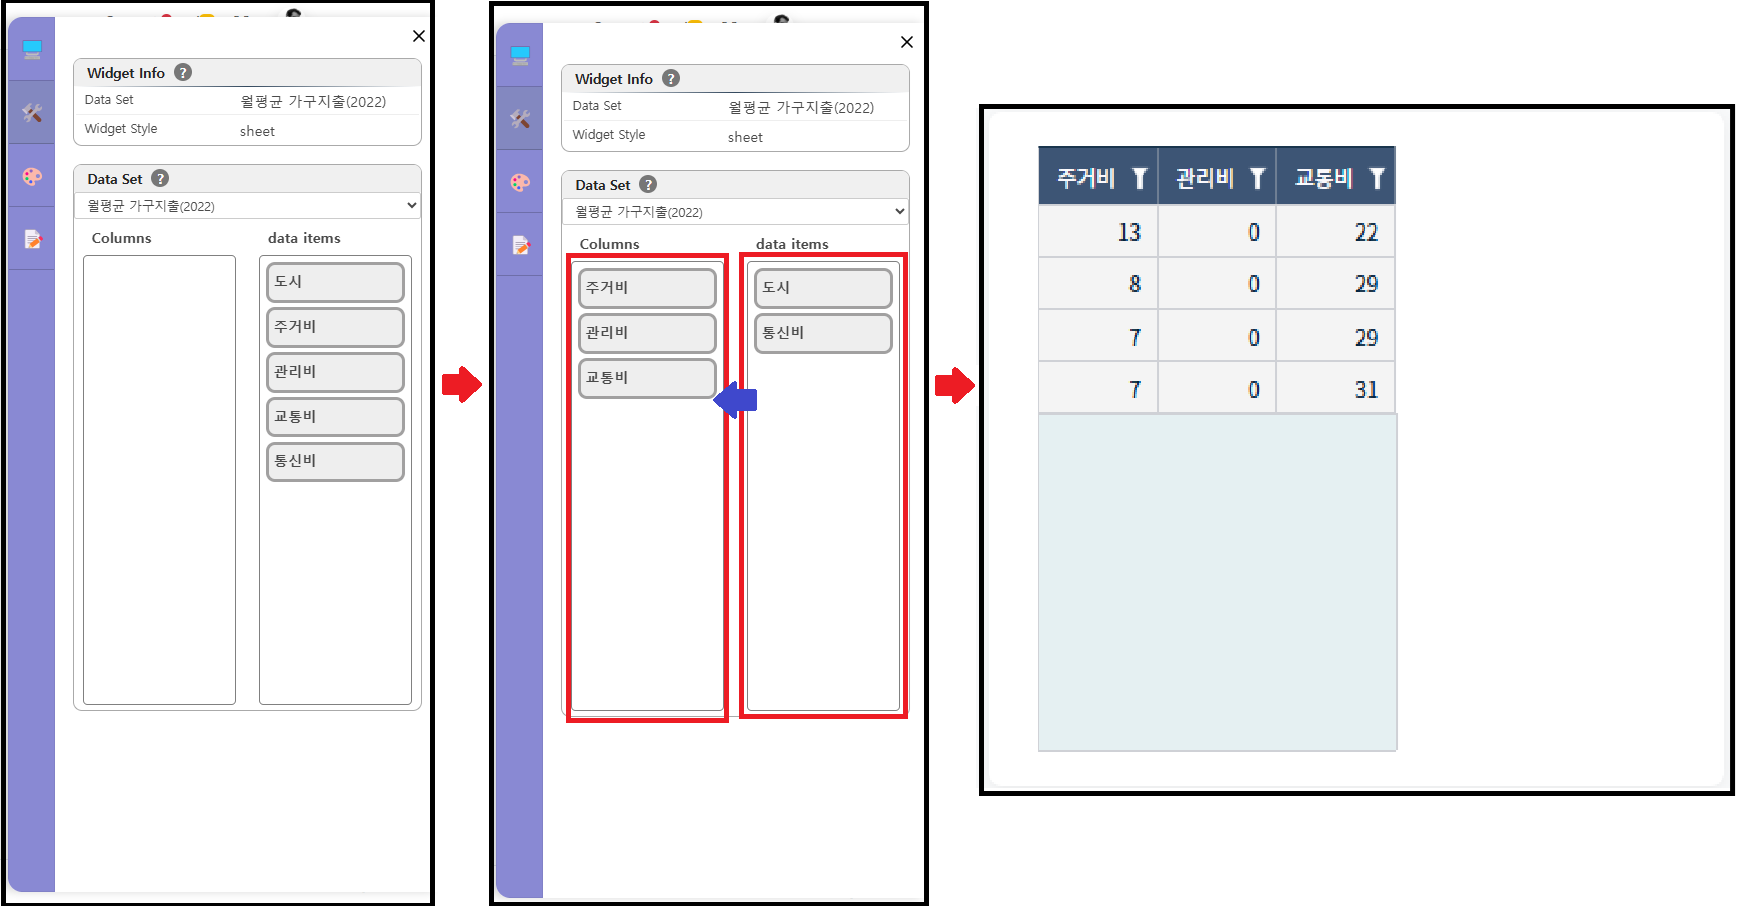 Widget Info ?
Data Set 월평균 가구지출(2022)
Widget Style sheet
Data Set ?
월평균 가구지출(2022)
Columns data items
도시
주거비
관리비
교통비
통신비
Widget Info ?
Data Set 월평균 가구지출(2022)
Widget Style sheet
Data Set ?
월평균 가구지출(2022)
Columns data items
주거비 도시
관리비 통신비
교통비
주거비 관리비 교통비
13 0 22
8 0 29
7 0 29
7 0 31